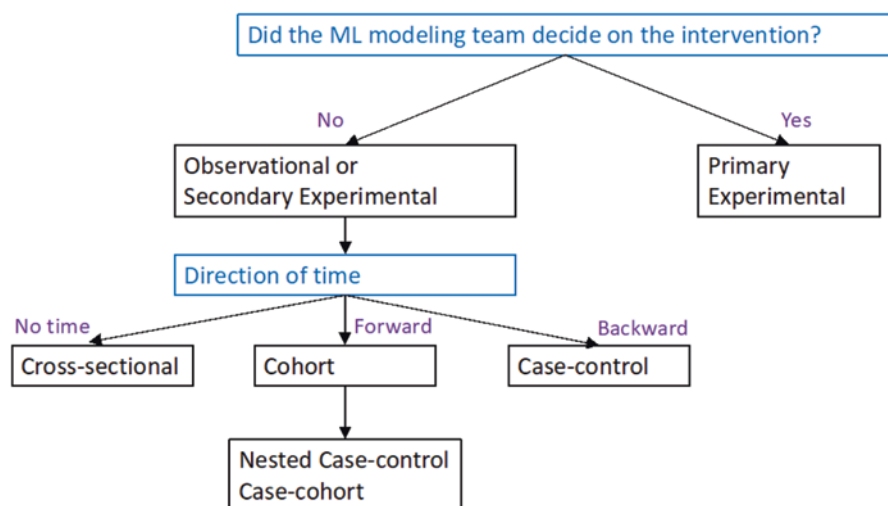 Did the ML modeling team decide on the intervention?
No
Yes
Observational or
Secondary Experimental
Primary
Experimental
Direction of time
No time
Forward
Backward
Cross-sectional
Cohort
Case-control
Nested Case-control
Case-cohort